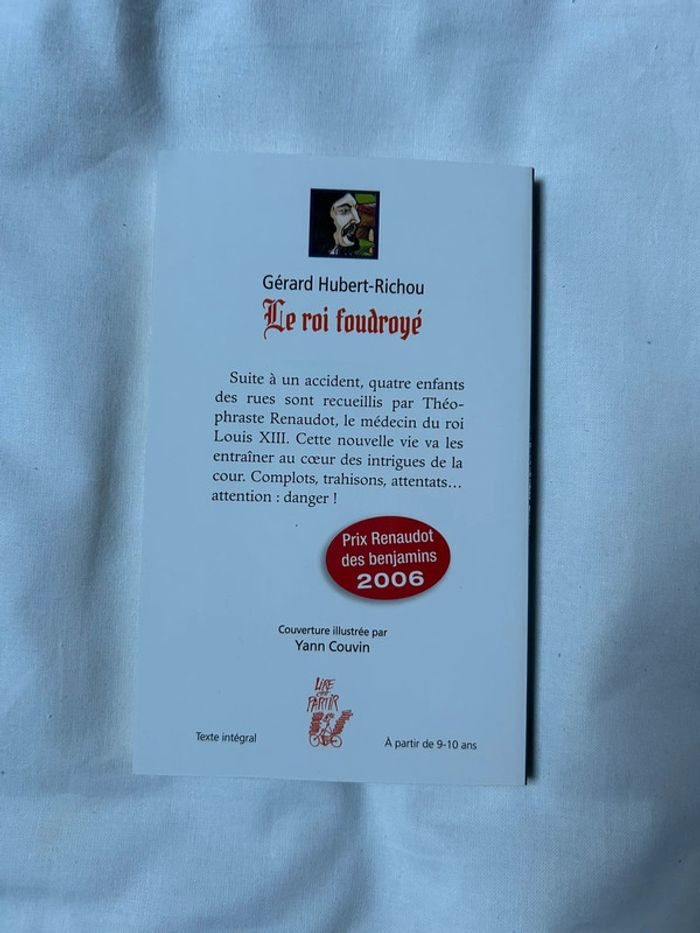 Gérard Hubert-Richou
Le roi foudroyé
Suite à un accident, quatre enfants
des rues sont recueillis par Théo-
phraste Renaudot, le médecin du roi
Louis XIII. Cette nouvelle vie va les
entraîner au cœur des intrigues de la
cour. Complots, trahisons, attentats...
attention : danger !
Prix Renaudot
des benjamins
2006
Couverture illustrée par
Yann Couvin
LIRE
C'EST
PARTIR
Texte intégral
À partir de 9-10 ans